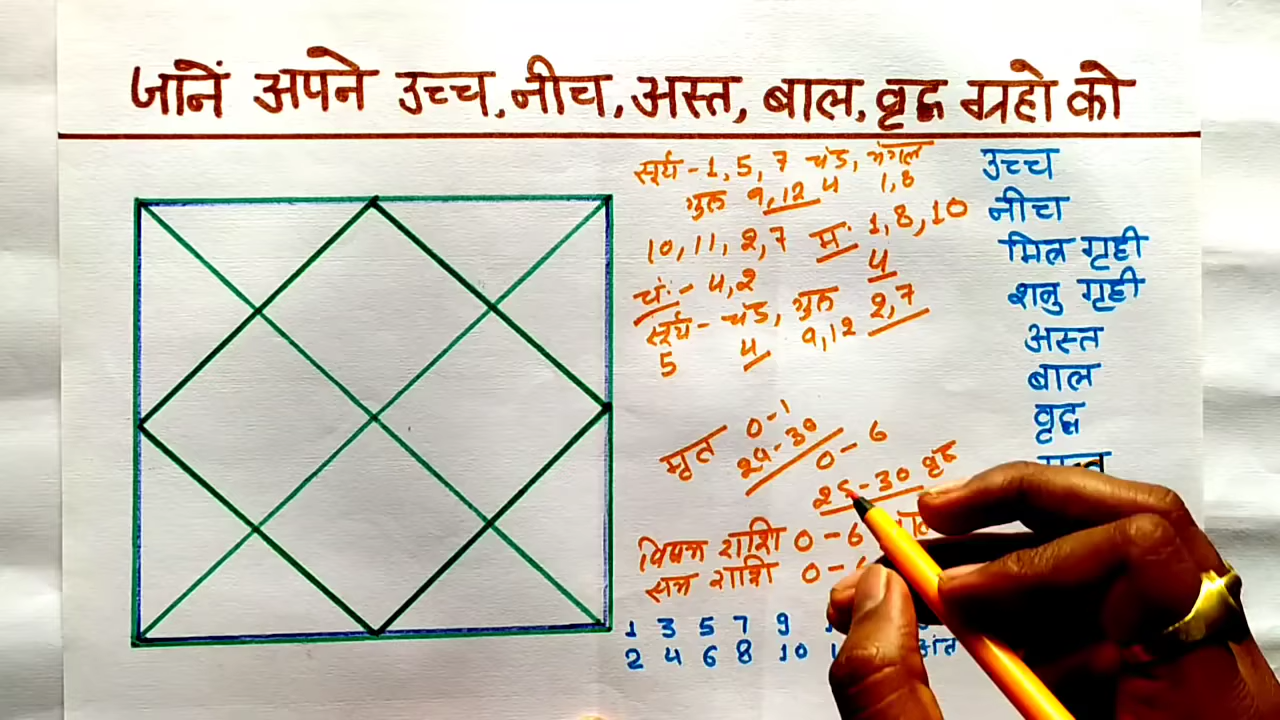 जानें अपने उच्च, नीच, अस्त, बाल, वृद्ध ग्रहो को
सूर्य - 1, 5, 7 चंद्र, मंगल
गुरु 9, 12 4 1, 8
10, 11, 2, 7 मं: 1, 8, 10
4
चं: - 4, 2
सूर्य - चंद्र, गुरु 2, 7
5 4 9, 12
मृत 0 - 1
29 - 30
0 - 6
25 - 30 वृद्ध
विषम राशि 0 - 6
सम राशि 0 -
1 3 5 7 9
2 4 6 8 10
उच्च
नीच
मित्र गृही
शत्रु गृही
अस्त
बाल
वृद्ध